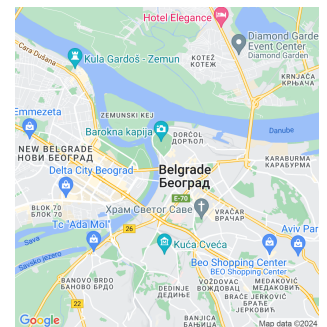 Hotel Elegance
Diamond Garden
Event Center
Diamond Garden
КОТЕЖ
KOTEЖ
Cara Dušana
Kula Gardoš - Zemun
KRNJAČA
КРЊАЧА
Emmezeta
ZEMUNSKI KEJ
Barokna kapija
DORĆOL
ДОРЋОЛ
Danube
NEW BELGRADE
НОВИ БЕОГРАД
KARABURMA
КАРАБУРМА
Delta City Beograd
Belgrade
Београд
E-70
BLOK 70
БЛОК 70
Храм Светог Саве
VRAČAR
ВРАЧАР
Tc "Ada Mol"
26
Aviv Par
Sava
Savsko jezero
Kuća Cveća
Beo Shopping Center
BEO Shopping Center
26
BANOVO BRDO
БАНОВО БРДО
DEDINJE
ДЕДИЊЕ
VOŽDOVAC
ВОЖДОВАЦ
MEDAKOVIĆ
МЕДАКОВИЋ
BRAĆE JERKOVIĆ
БРАЋЕ
ЈЕРКОВИЋ
BANJICA
БАЊИЦА
Google
Map data ©2024